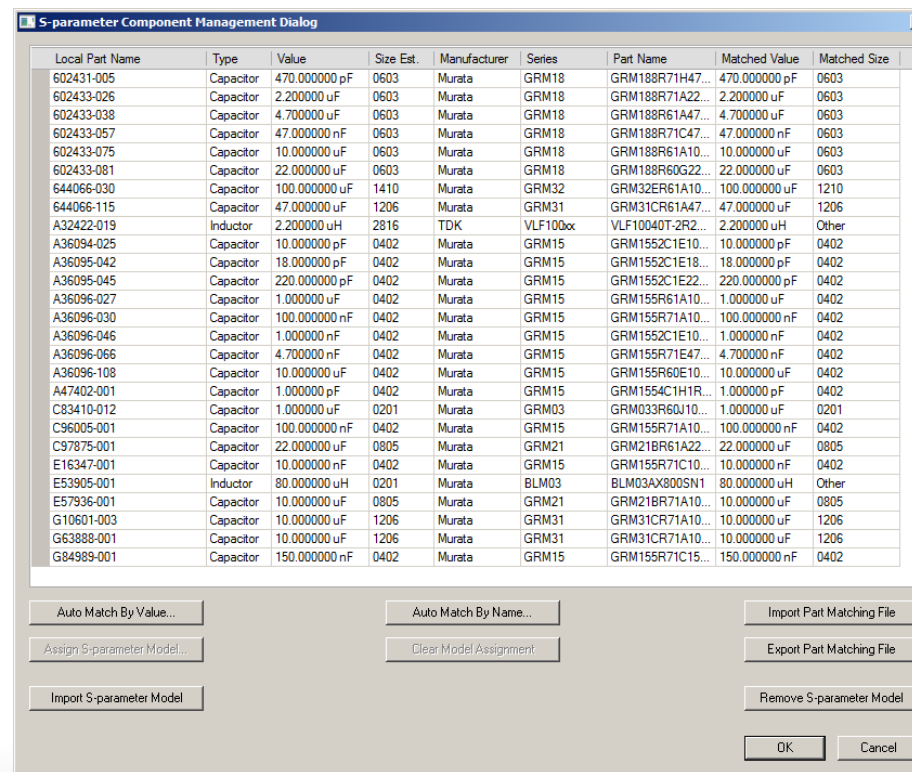 S-parameter Component Management Dialog
Local Part Name Type Value Size Est. Manufacturer Series Part Name Matched Value Matched Size
602431-005 Capacitor 470.000000 pF 0603 Murata GRM18 GRM188R71H47... 470.000000 pF 0603
602433-026 Capacitor 2.200000 uF 0603 Murata GRM18 GRM188R71A22... 2.200000 uF 0603
602433-038 Capacitor 4.700000 uF 0603 Murata GRM18 GRM188R61A47... 4.700000 uF 0603
602433-057 Capacitor 47.000000 nF 0603 Murata GRM18 GRM188R71C47... 47.000000 nF 0603
602433-075 Capacitor 10.000000 uF 0603 Murata GRM18 GRM188R61A10... 10.000000 uF 0603
602433-081 Capacitor 22.000000 uF 0603 Murata GRM18 GRM188R60G22... 22.000000 uF 0603
644066-030 Capacitor 100.000000 uF 1410 Murata GRM32 GRM32ER61A10... 100.000000 uF 1210
644066-115 Capacitor 47.000000 uF 1206 Murata GRM31 GRM31CR61A47... 47.000000 uF 1206
A32422-019 Inductor 2.200000 uH 2816 TDK VLF100xx VLF10040T-2R2... 2.200000 uH Other
A36094-025 Capacitor 10.000000 pF 0402 Murata GRM15 GRM1552C1E10... 10.000000 pF 0402
A36095-042 Capacitor 18.000000 pF 0402 Murata GRM15 GRM1552C1E18... 18.000000 pF 0402
A36095-045 Capacitor 220.000000 pF 0402 Murata GRM15 GRM1552C1E22... 220.000000 pF 0402
A36096-027 Capacitor 1.000000 uF 0402 Murata GRM15 GRM155R61A10... 1.000000 uF 0402
A36096-030 Capacitor 100.000000 nF 0402 Murata GRM15 GRM155R71A10... 100.000000 nF 0402
A36096-046 Capacitor 1.000000 nF 0402 Murata GRM15 GRM1552C1E10... 1.000000 nF 0402
A36096-066 Capacitor 4.700000 nF 0402 Murata GRM15 GRM155R71E47... 4.700000 nF 0402
A36096-108 Capacitor 10.000000 uF 0402 Murata GRM15 GRM155R60E10... 10.000000 uF 0402
A47402-001 Capacitor 1.000000 pF 0402 Murata GRM15 GRM1554C1H1R... 1.000000 pF 0402
C83410-012 Capacitor 1.000000 uF 0201 Murata GRM03 GRM033R60J10... 1.000000 uF 0201
C96005-001 Capacitor 100.000000 nF 0402 Murata GRM15 GRM155R71A10... 100.000000 nF 0402
C97875-001 Capacitor 22.000000 uF 0805 Murata GRM21 GRM21BR61A22... 22.000000 uF 0805
E16347-001 Capacitor 10.000000 nF 0402 Murata GRM15 GRM155R71C10... 10.000000 nF 0402
E53905-001 Inductor 80.000000 uH 0201 Murata BLM03 BLM03AX800SN1 80.000000 uH Other
E57936-001 Capacitor 10.000000 uF 0805 Murata GRM21 GRM21BR71A10... 10.000000 uF 0805
G10601-003 Capacitor 10.000000 uF 1206 Murata GRM31 GRM31CR71A10... 10.000000 uF 1206
G63888-001 Capacitor 10.000000 uF 1206 Murata GRM31 GRM31CR71A10... 10.000000 uF 1206
G84989-001 Capacitor 150.000000 nF 0402 Murata GRM15 GRM155R71C15... 150.000000 nF 0402
Auto Match By Value... Auto Match By Name... Import Part Matching File
Assign S-parameter Model... Clear Model Assignment Export Part Matching File
Import S-parameter Model Remove S-parameter Model
OK Cancel